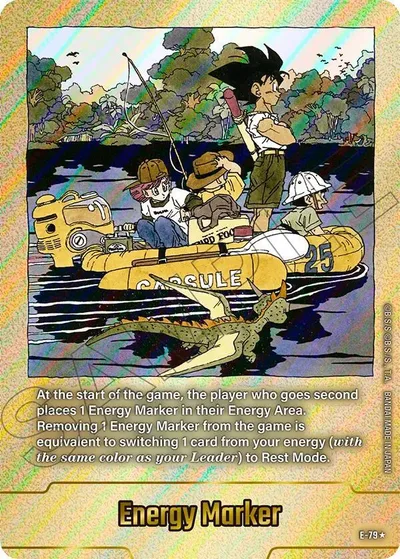 BIRD FOOD
CAPSULE
25
At the start of the game, the player who goes second
places 1 Energy Marker in their Energy Area.
Removing 1 Energy Marker from the game is
equivalent to switching 1 card from your energy (with
the same color as your Leader) to Rest Mode.
Energy Marker
E-79★
©B.S./S., ©B.S./S., T.A. BANDAI MADE IN JAPAN